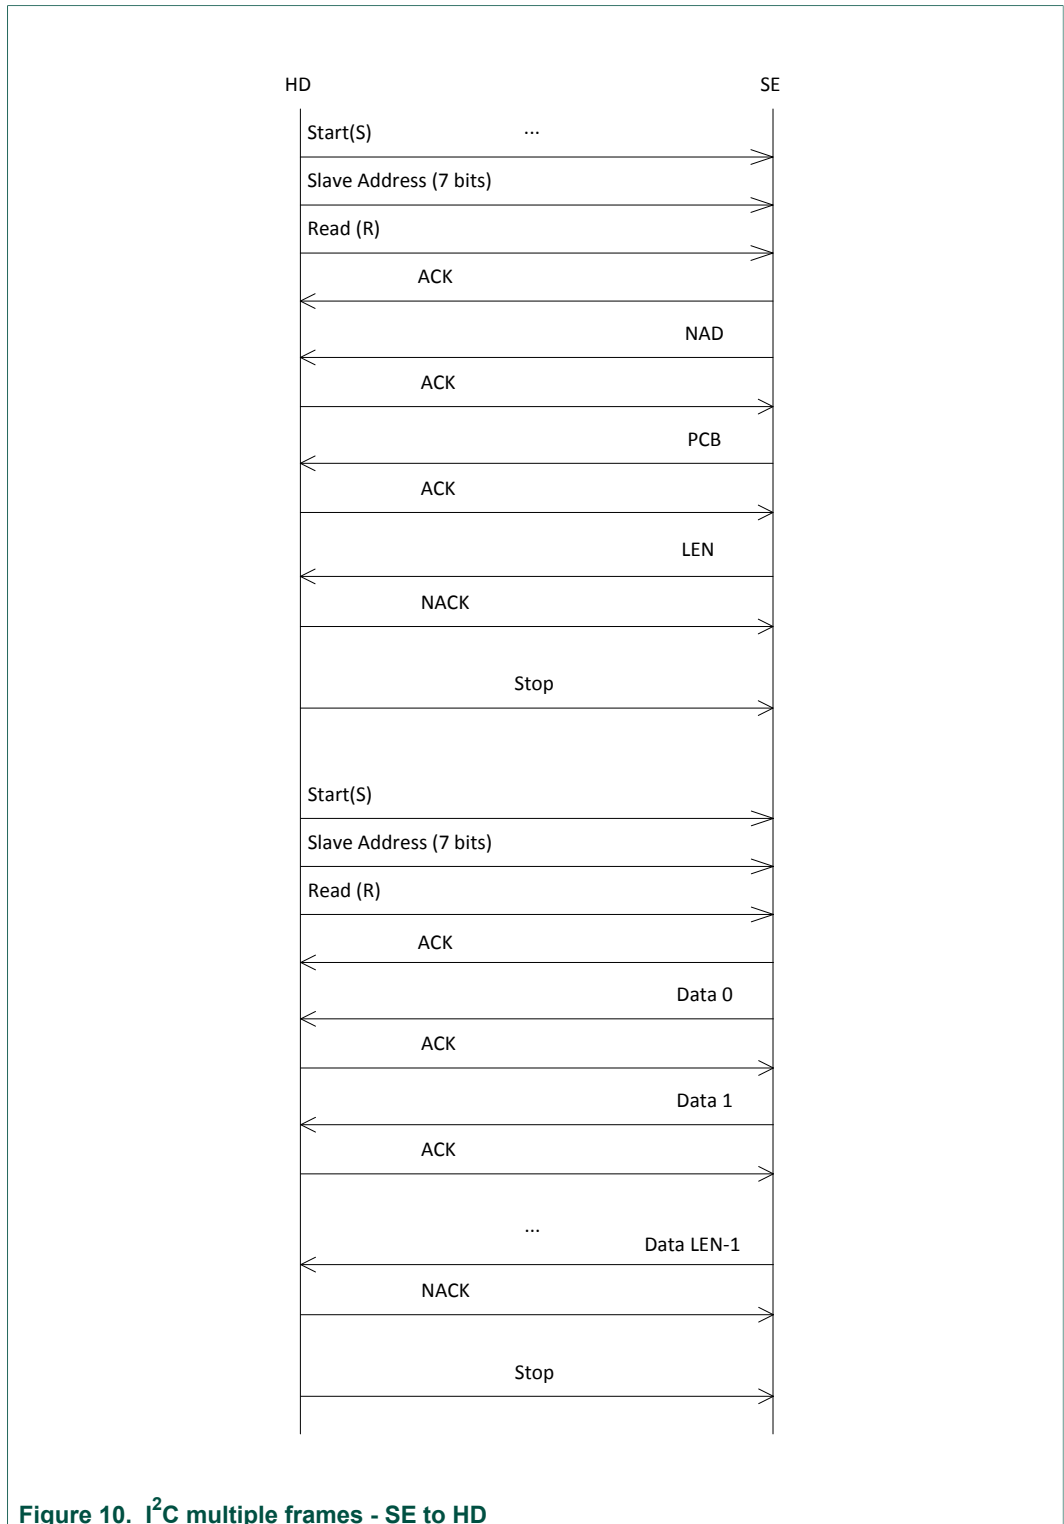 HD SE
Start(S) ...
Slave Address (7 bits)
Read (R)
ACK
NAD
ACK
PCB
ACK
LEN
NACK
Stop
Start(S)
Slave Address (7 bits)
Read (R)
ACK
Data 0
ACK
Data 1
ACK
...
Data LEN-1
NACK
Stop
Figure 10. I²C multiple frames - SE to HD